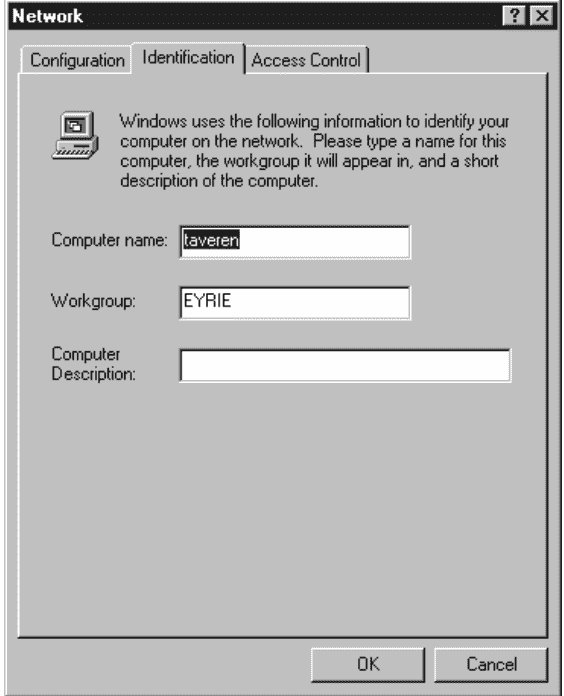 Network
Configuration Identification Access Control
Windows uses the following information to identify your
computer on the network. Please type a name for this
computer, the workgroup it will appear in, and a short
description of the computer.
Computer name: taveren
Workgroup: EYRIE
Computer
Description:
OK Cancel